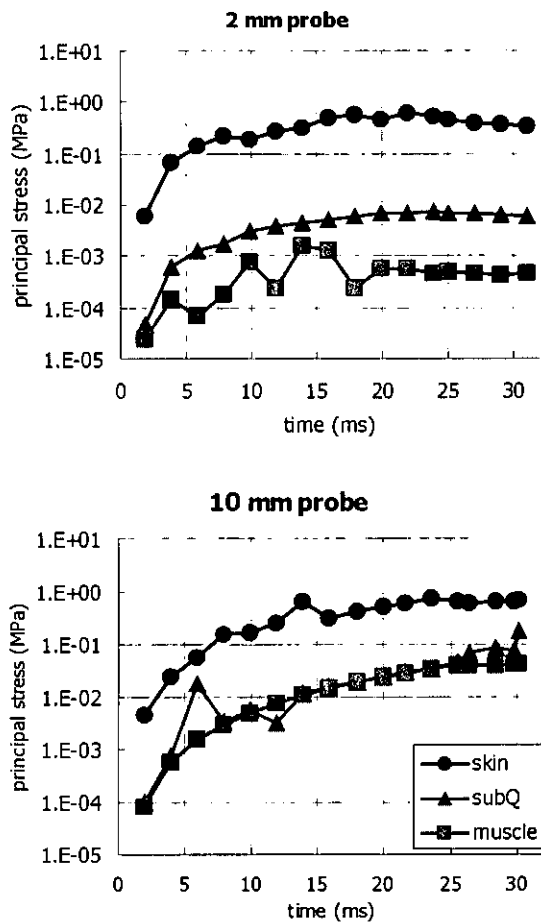 2 mm probe
1.E+01
1.E+00
1.E-01
1.E-02
1.E-03
1.E-04
1.E-05
principal stress (MPa)
0 5 10 15 20 25 30
time (ms)
10 mm probe
1.E+01
1.E+00
1.E-01
1.E-02
1.E-03
1.E-04
1.E-05
principal stress (MPa)
skin
subQ
muscle
0 5 10 15 20 25 30
time (ms)